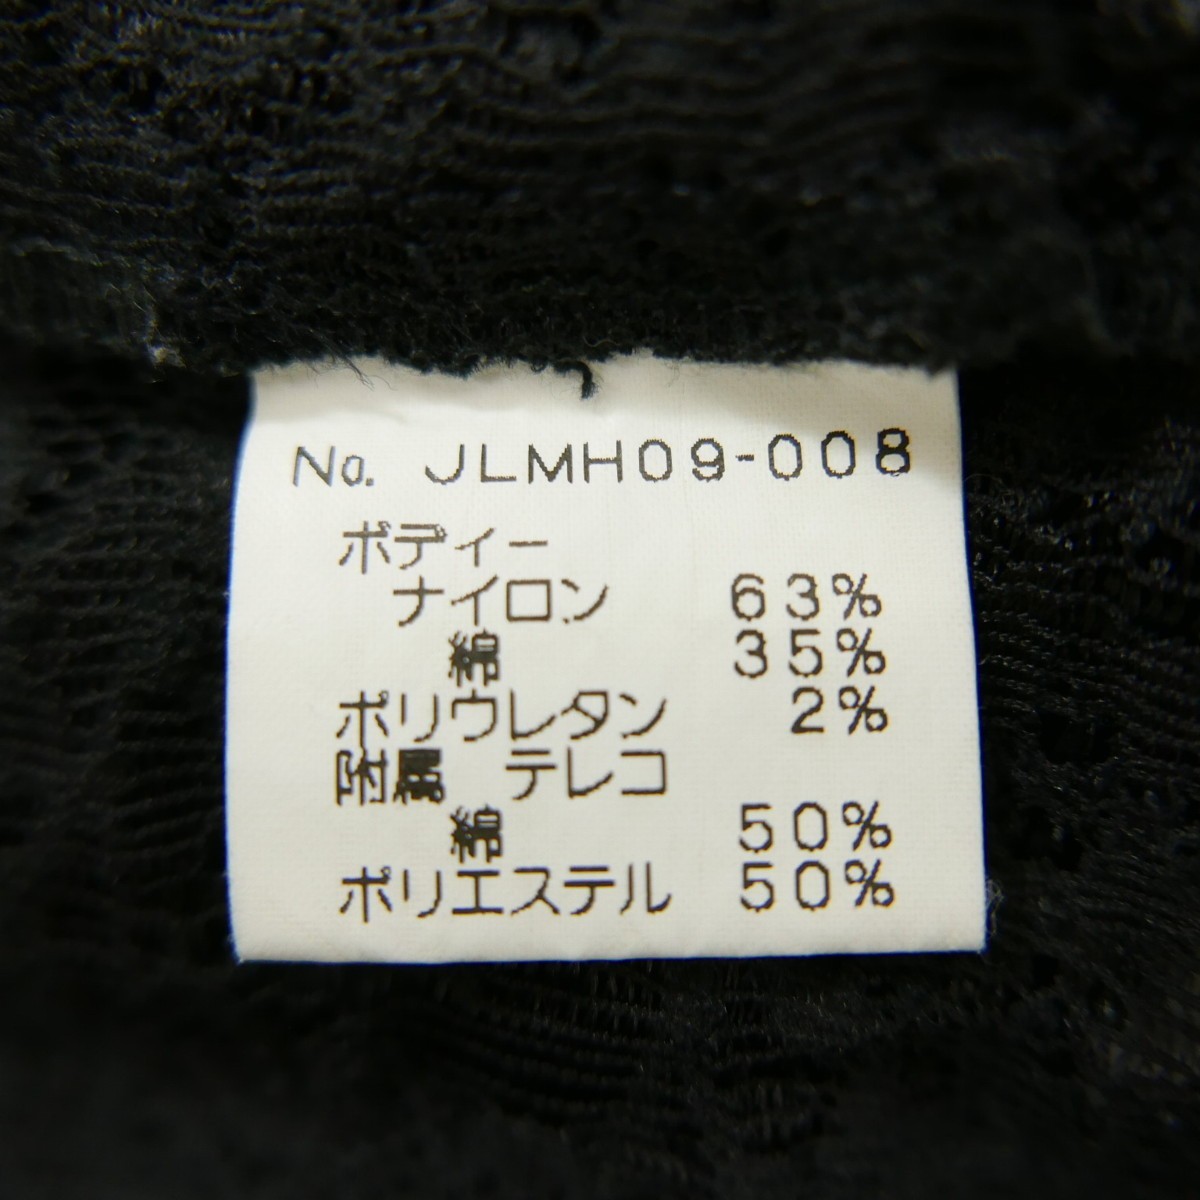 No. JLMH09-008
ボディー
ナイロン 63%
綿 35%
ポリウレタン 2%
附属 テレコ
綿 50%
ポリエステル 50%